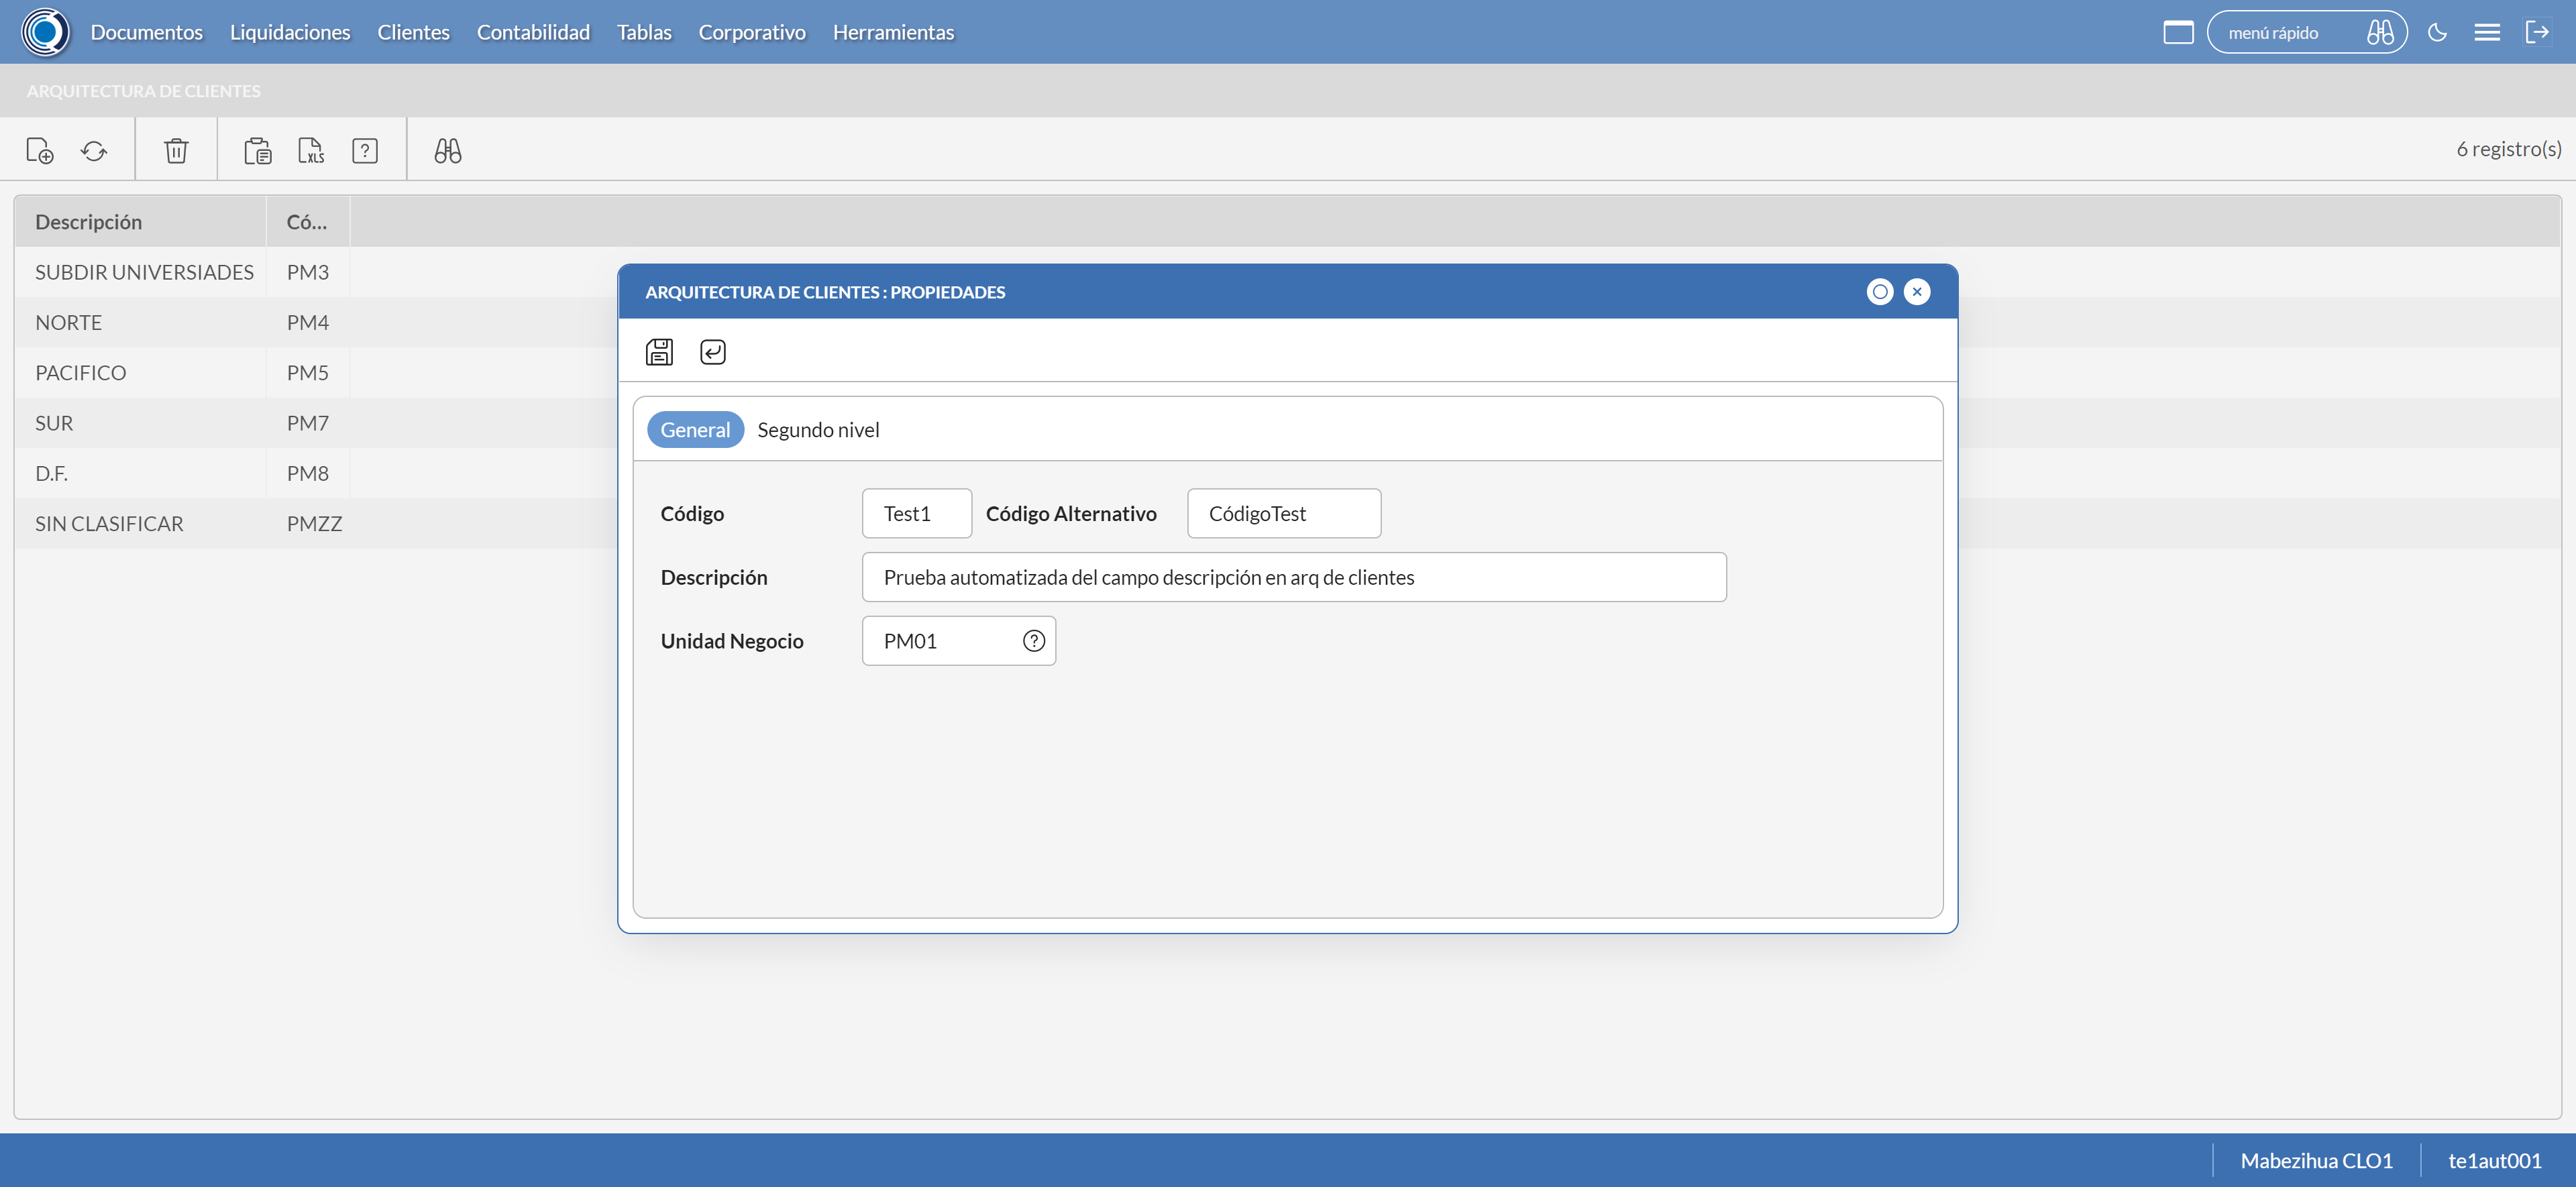 Documentos Liquidaciones Clientes Contabilidad Tablas Corporativo Herramientas menú rápido
ARQUITECTURA DE CLIENTES
XLS ? 6 registro(s)
Descripción Có...
SUBDIR UNIVERSIADES PM3
NORTE PM4
PACIFICO PM5
SUR PM7
D.F. PM8
SIN CLASIFICAR PMZZ
ARQUITECTURA DE CLIENTES : PROPIEDADES
General Segundo nivel
Código Test1 Código Alternativo CódigoTest
Descripción Prueba automatizada del campo descripción en arq de clientes
Unidad Negocio PM01 ?
Mabezihua CLO1 te1aut001